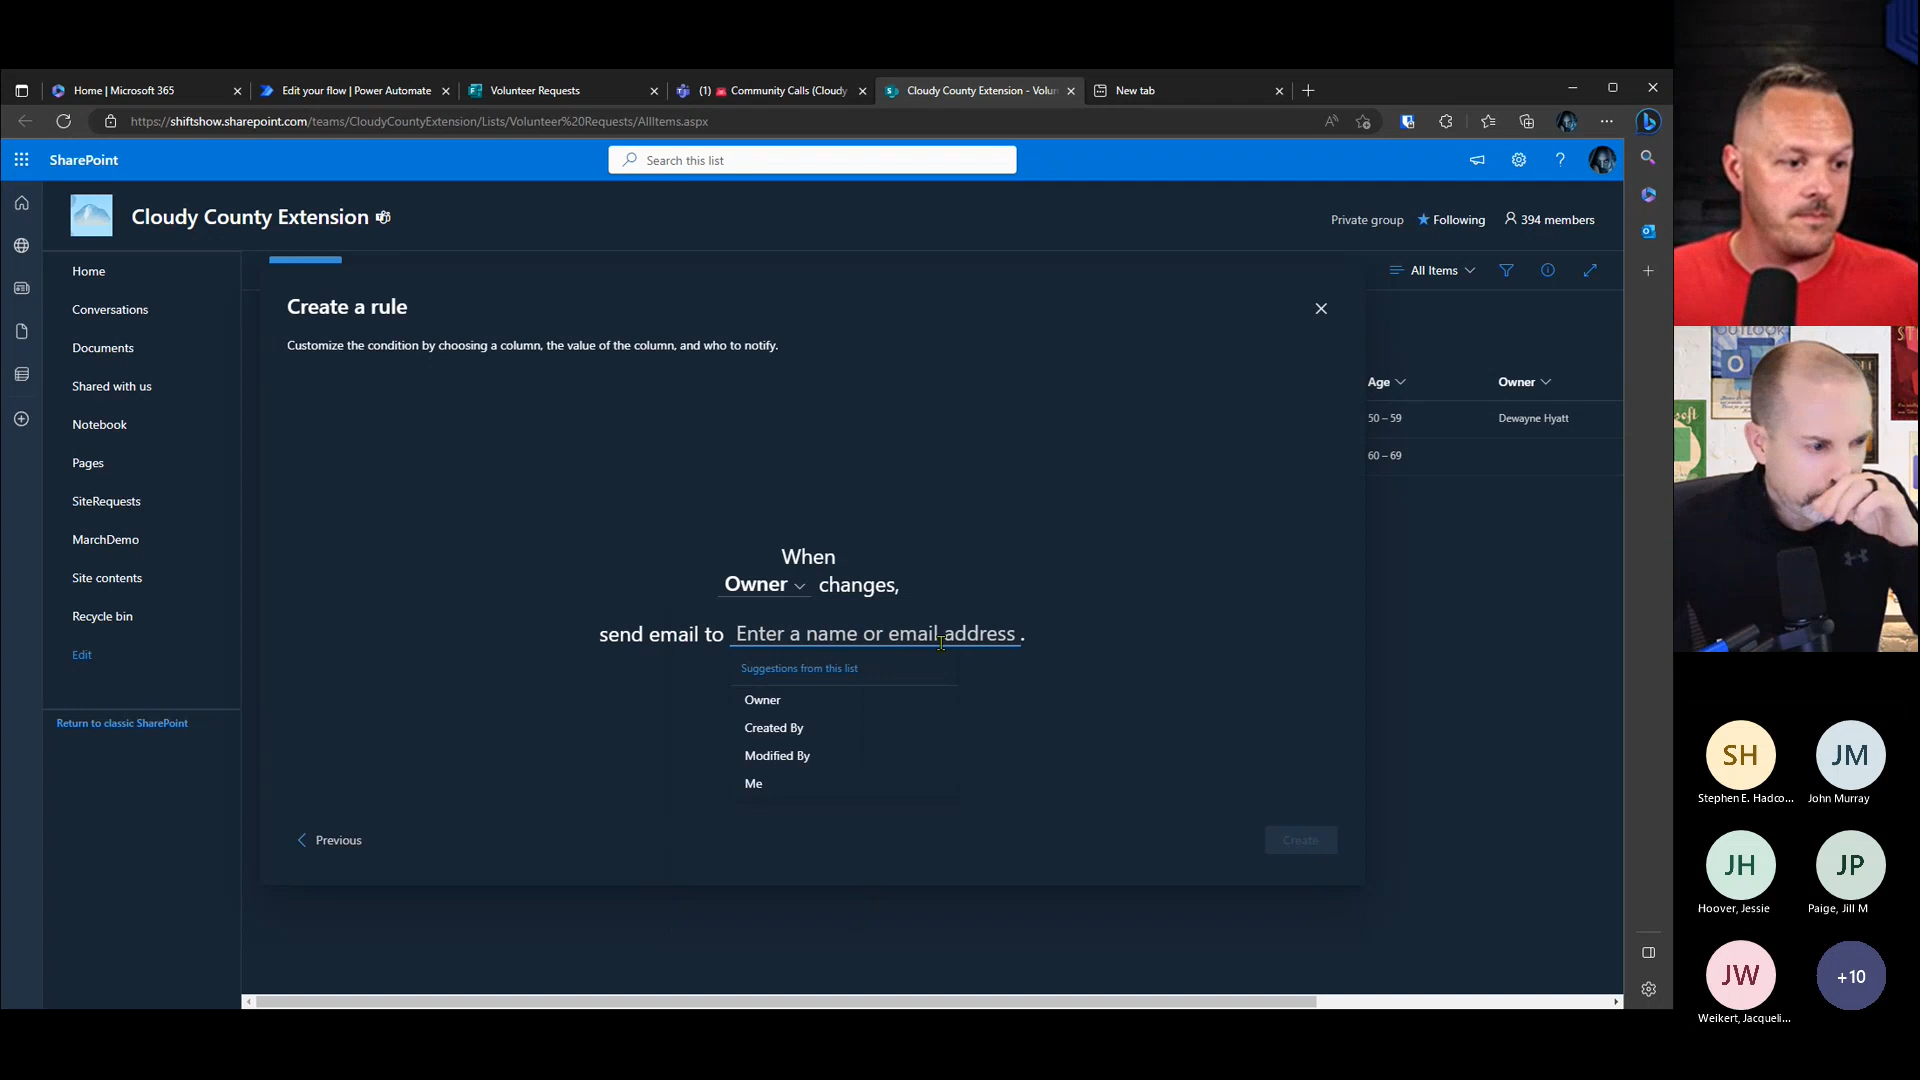 Home | Microsoft 365
Edit your flow | Power Automate
Volunteer Requests
(1)
Community Calls (Cloudy
Cloudy County Extension - Volun
New tab
https://shiftshow.sharepoint.com/teams/CloudyCountyExtension/Lists/Volunteer%20Requests/AllItems.aspx
SharePoint
Search this list
Cloudy County Extension
Private group
Following
394 members
Home
Conversations
Documents
Shared with us
Notebook
Pages
SiteRequests
MarchDemo
Site contents
Recycle bin
Edit
Return to classic SharePoint
All Items
Create a rule
Customize the condition by choosing a column, the value of the column, and who to notify.
Age
Owner
50 – 59
Dewayne Hyatt
60 – 69
When
Owner changes,
send email to Enter a name or email address .
Suggestions from this list
Owner
Created By
Modified By
Me
Previous
Create
OUTLOOK
SH
Stephen E. Hadco...
JM
John Murray
JH
Hoover, Jessie
JP
Paige, Jill M
JW
Weikert, Jacqueli...
+10